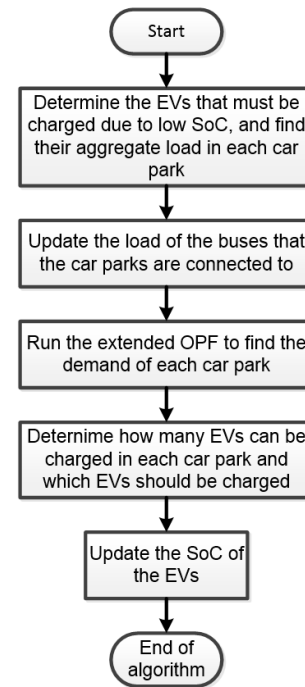 Start
Determine the EVs that must be
charged due to low SoC, and find
their aggregate load in each car
park
Update the load of the buses that
the car parks are connected to
Run the extended OPF to find the
demand of each car park
Deternime how many EVs can be
charged in each car park and
which EVs should be charged
Update the SoC of
the EVs
End of
algorithm